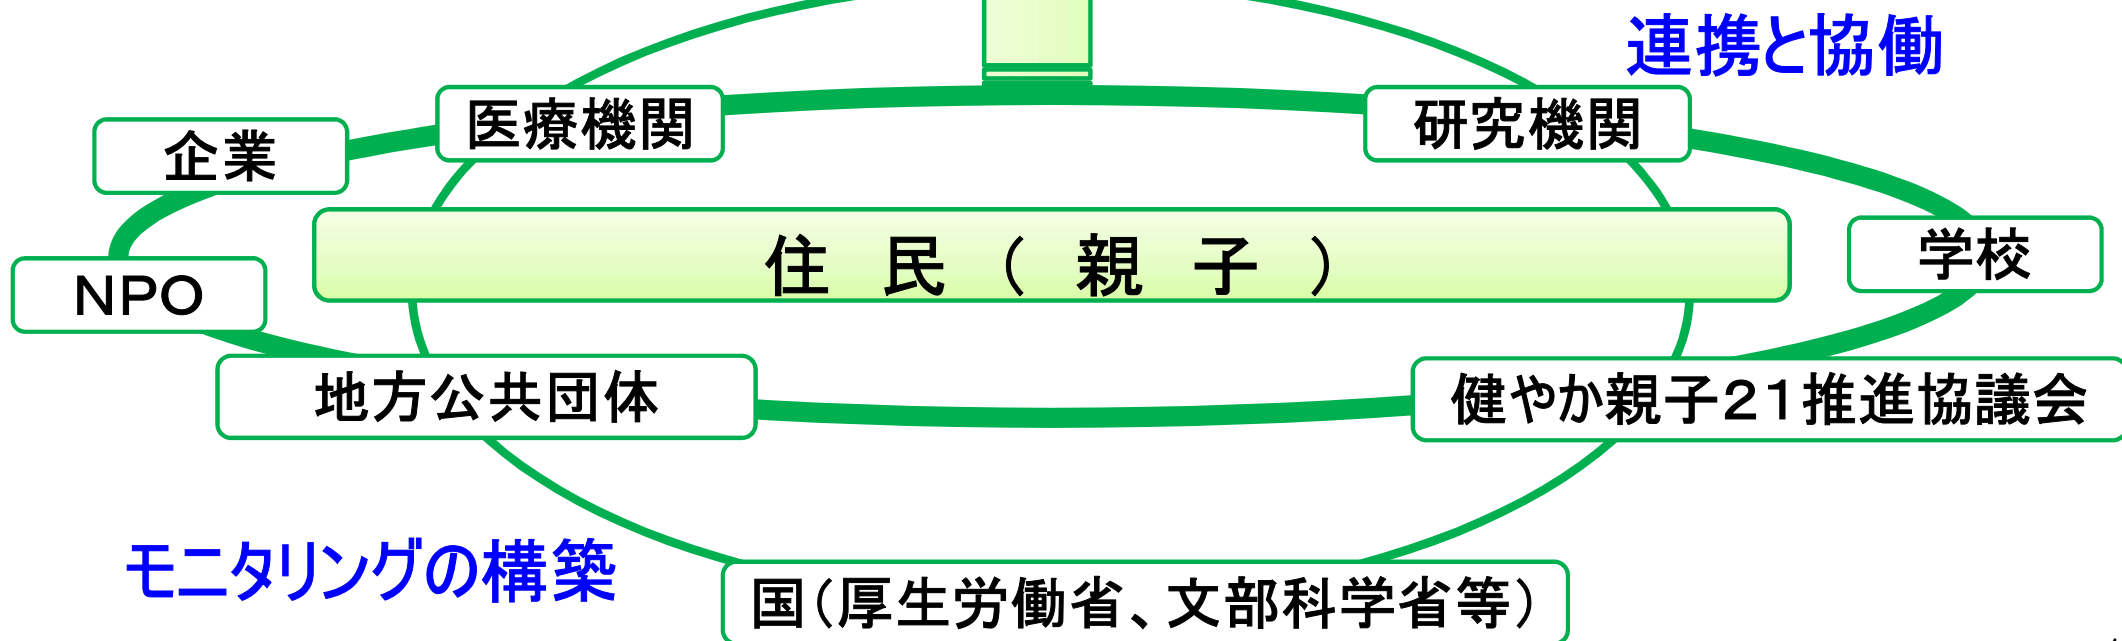 連携と協働
医療機関
研究機関
企業
住 民 （ 親 子 ）
学校
NPO
地方公共団体
健やか親子２１推進協議会
モニタリングの構築
国（厚生労働省、文部科学省等）